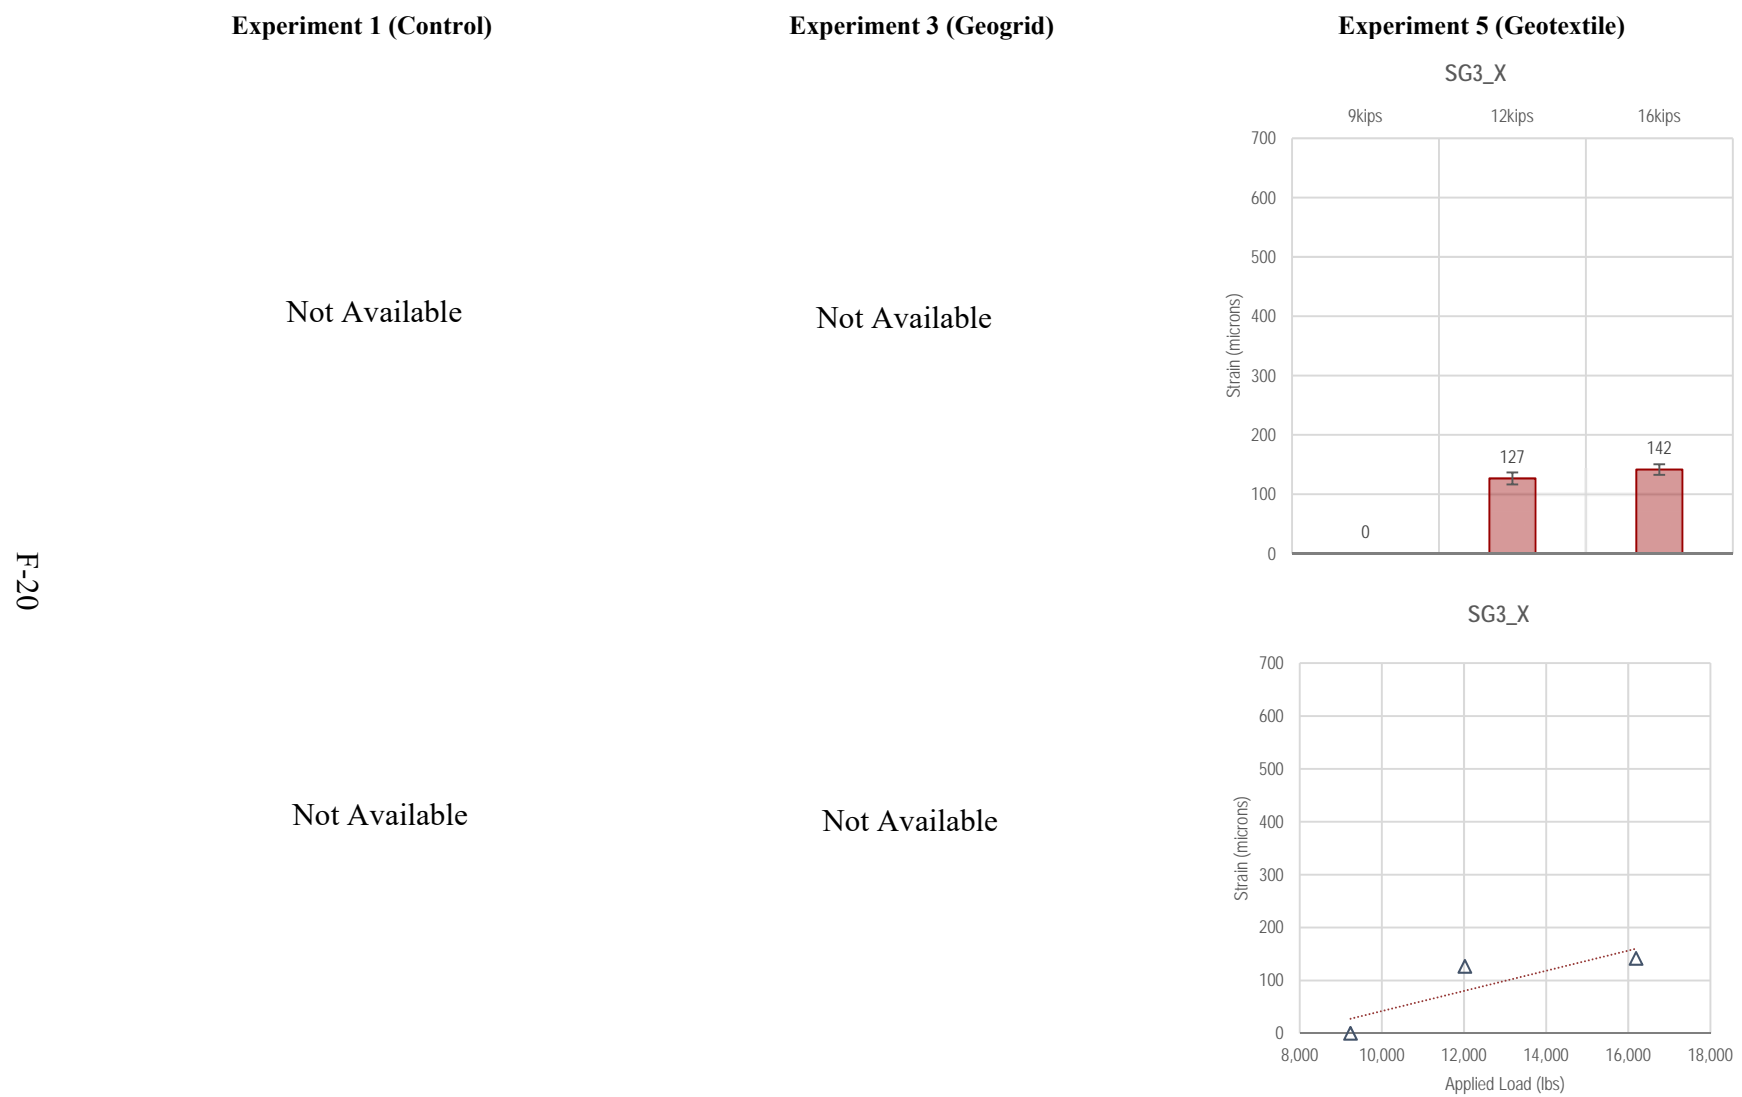 Experiment 1 (Control)
Experiment 3 (Geogrid)
Experiment 5 (Geotextile)
Not Available
Not Available
SG3_X
9kips
12kips
16kips
700
600
500
400
300
200
100
0
Strain (microns)
0
127
142
F-20
Not Available
Not Available
SG3_X
700
600
500
400
300
200
100
0
Strain (microns)
8,000
10,000
12,000
14,000
16,000
18,000
Applied Load (lbs)